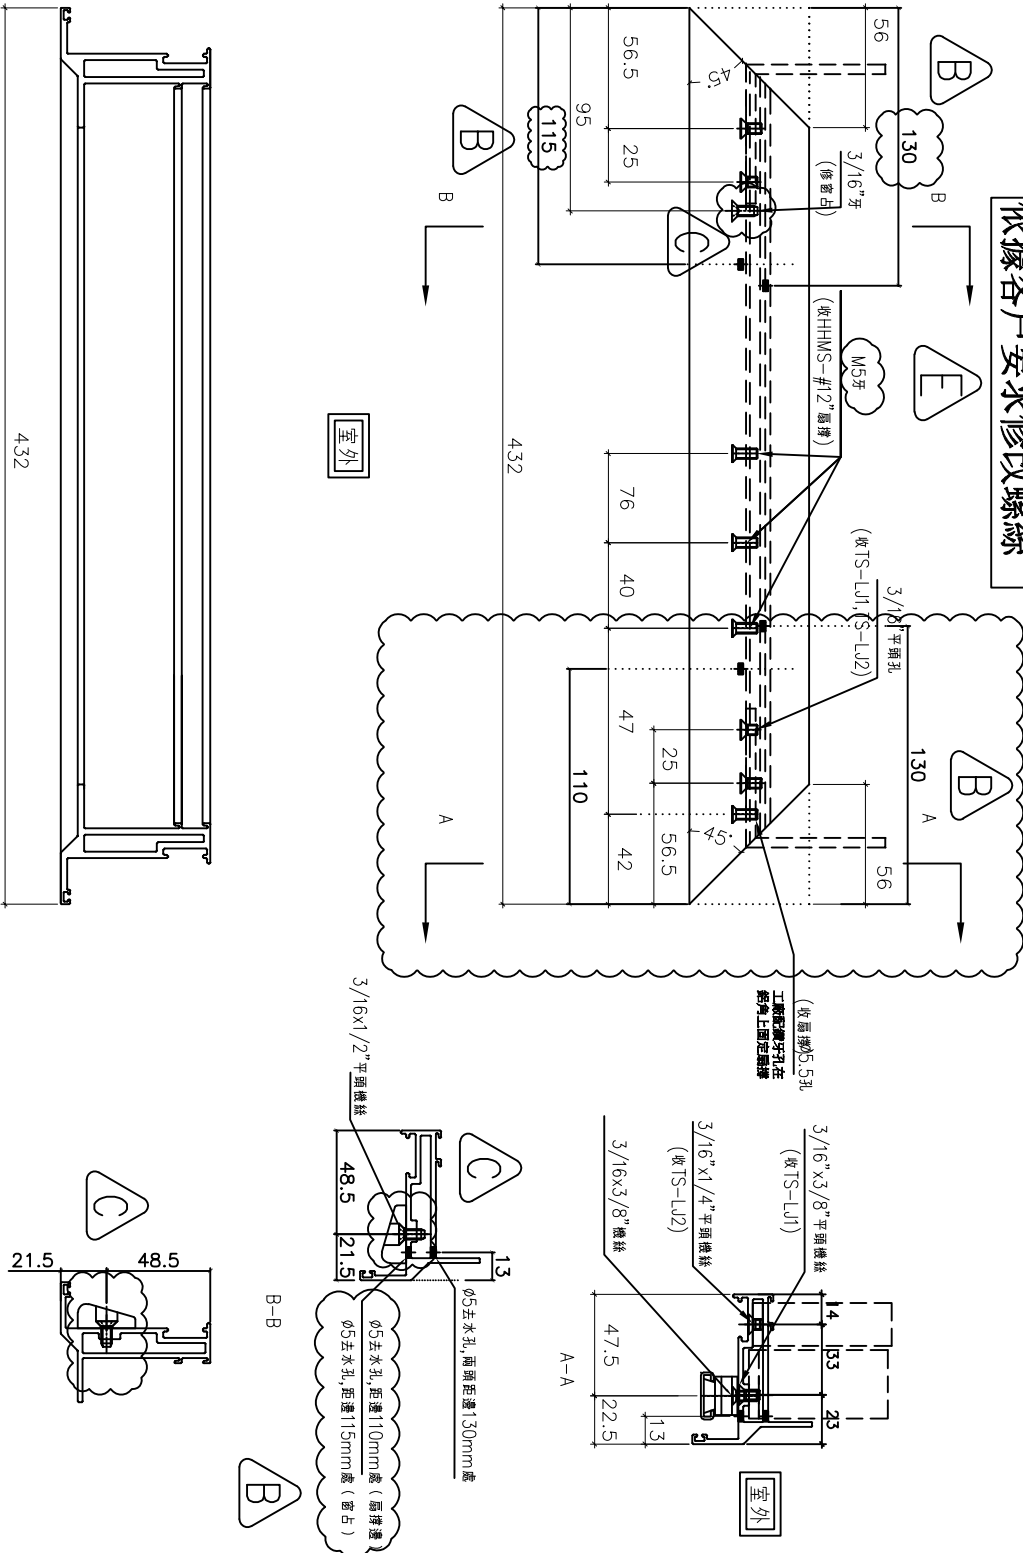 依據客戶要求修改螺絲
56
B
130
B
45°
56.5
25
95
115
B
B
3/16"牙
(修窗占)
C
E
M5牙
(收HHMS-#12"扇撐)
432
76
40
47
42
25
56.5
110
130
56
45°
3/16"平頭孔
(收TS-LJ1,TS-LJ2)
B
A
A
(收扇撐)Ø5.5孔
工廠配鑽牙孔在
鋁角上固定扇撐
室外
432
3/16x1/2"平頭機絲
C
48.5
21.5
13
Ø5去水孔,兩頭距邊130mm處
Ø5去水孔,距邊110mm處(扇撐邊)
Ø5去水孔,距邊115mm處(窗占)
B
B-B
C
21.5
48.5
3/16"x3/8"平頭機絲
(收TS-LJ1)
3/16"x1/4"平頭機絲
(收TS-LJ2)
3/16x3/8"機絲
14
33
23
47.5
22.5
13
A-A
室外